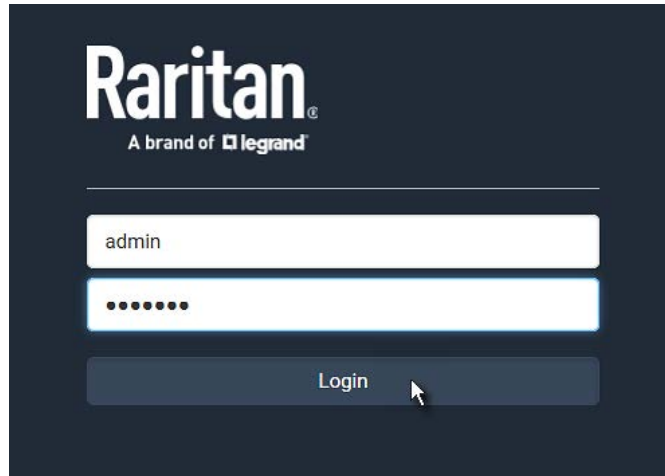 Raritan®
A brand of legrand®
admin
•••••••
Login